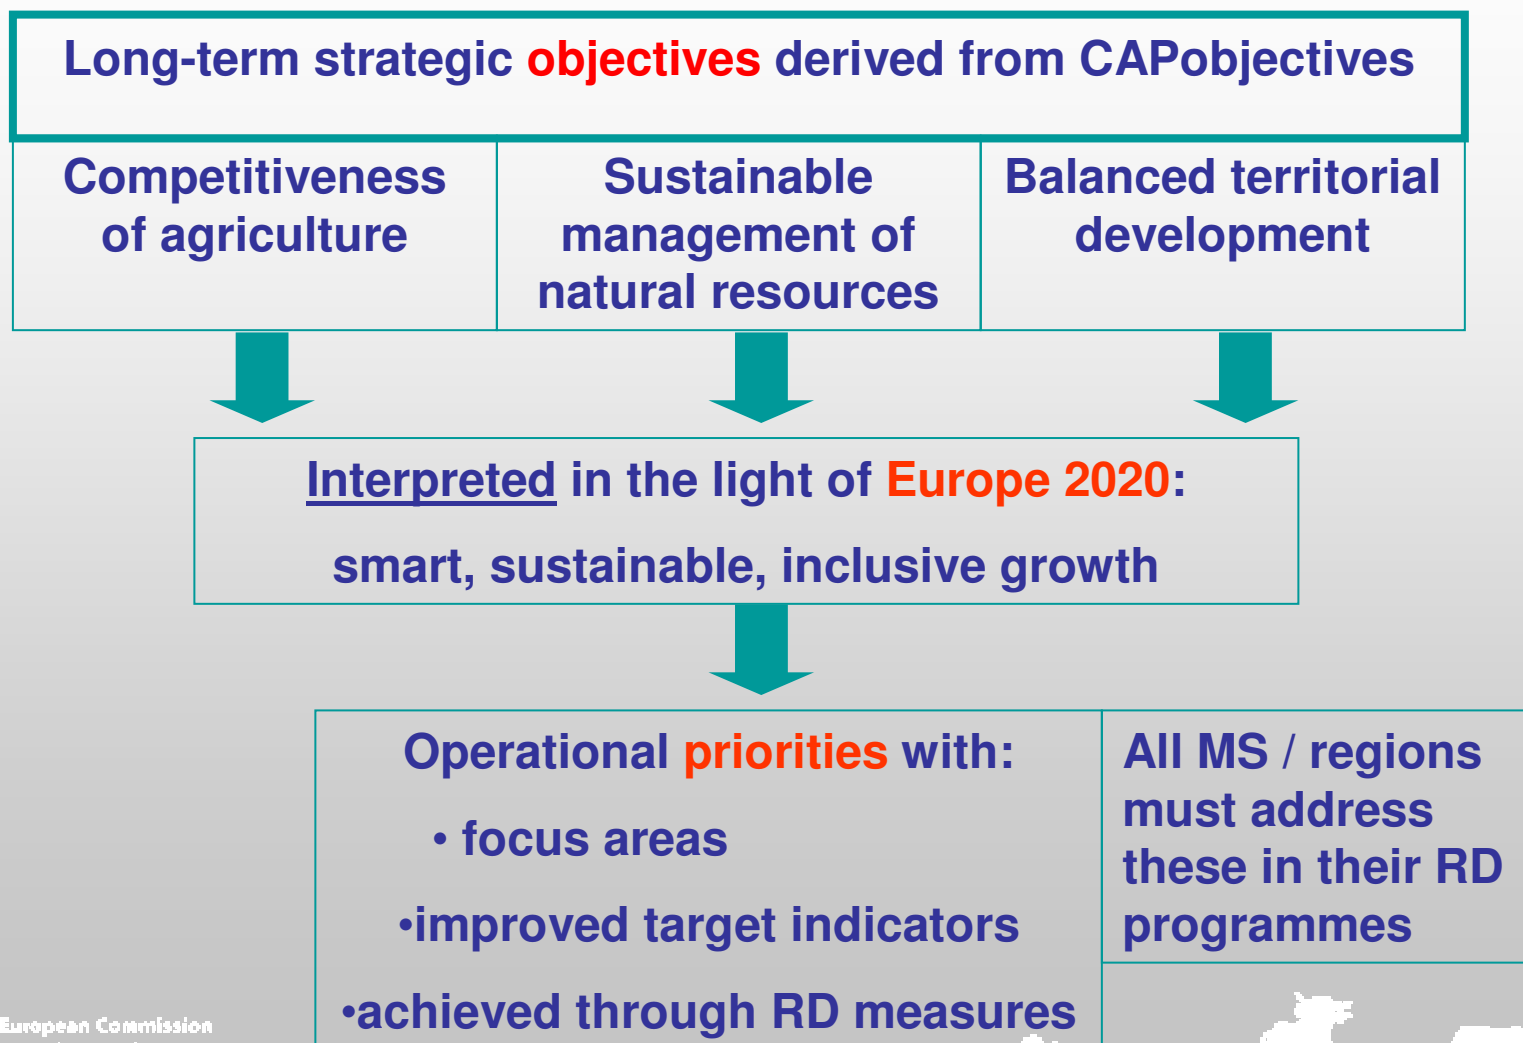 Long-term strategic objectives derived from CAPobjectives
Competitiveness
of agriculture
Sustainable
management of
natural resources
Balanced territorial
development
Interpreted in the light of Europe 2020:
smart, sustainable, inclusive growth
Operational priorities with:
• focus areas
•improved target indicators
•achieved through RD measures
All MS / regions
must address
these in their RD
programmes
European Commission